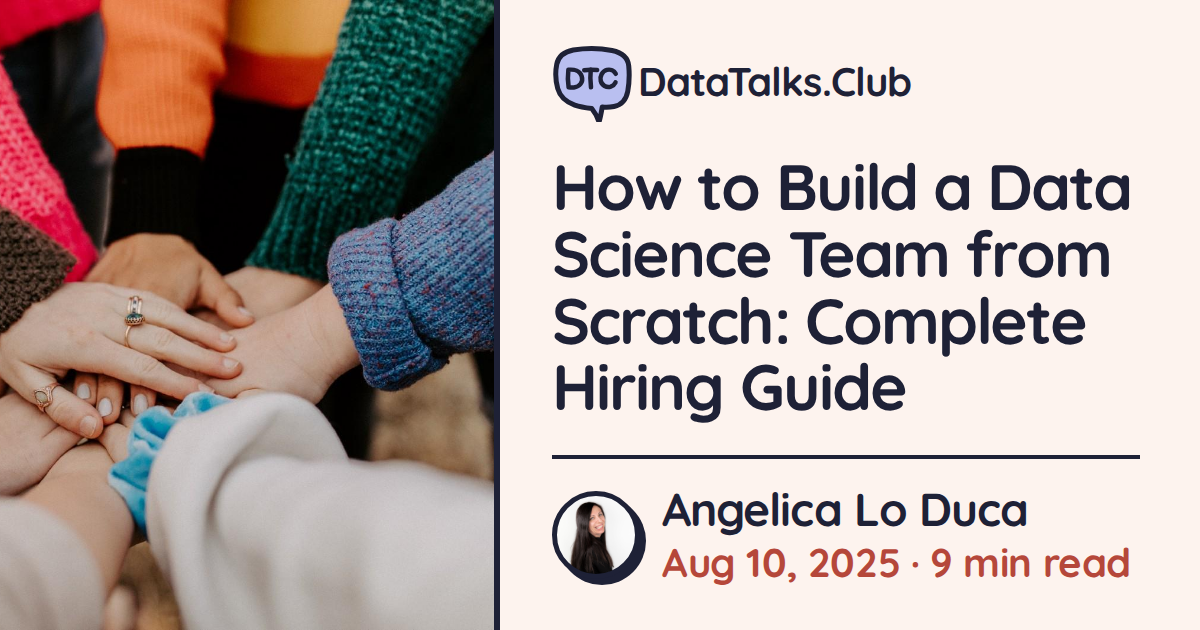 DTC DataTalks.Club
How to Build a Data
Science Team from
Scratch: Complete
Hiring Guide
Angelica Lo Duca
Aug 10, 2025 · 9 min read